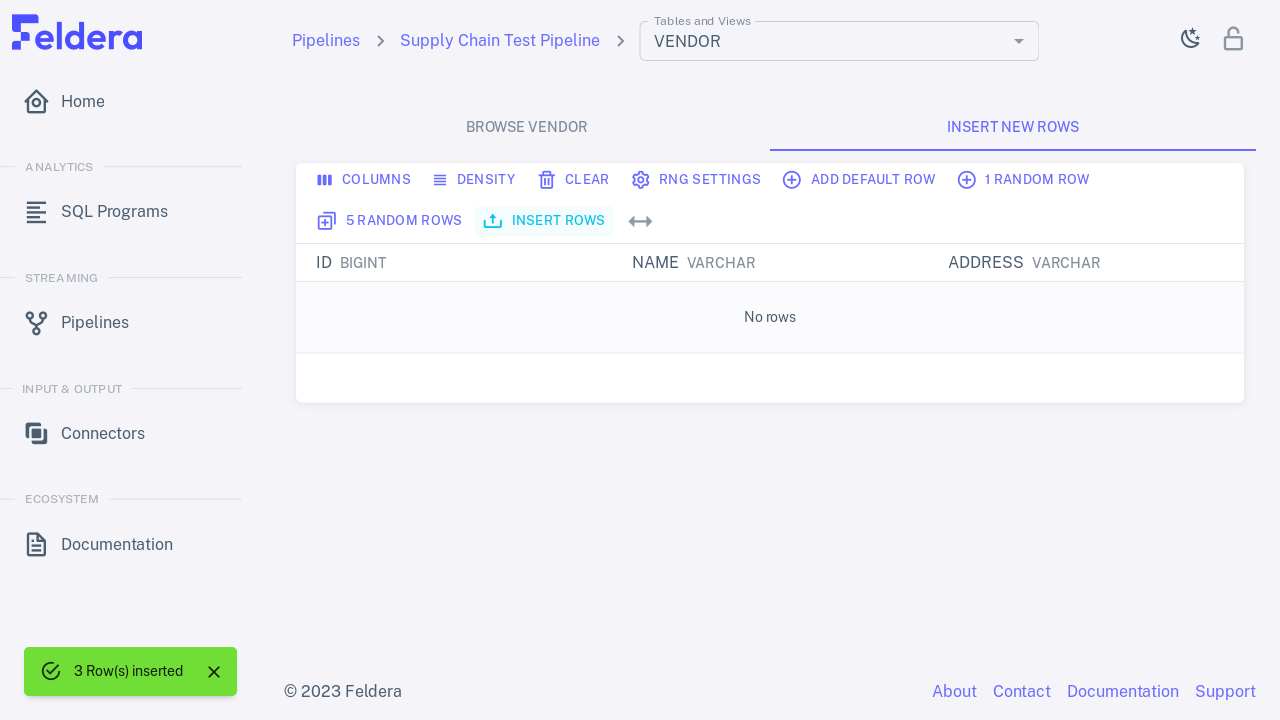 Feldera
Pipelines
Supply Chain Test Pipeline
Tables and Views
VENDOR
Home
ANALYTICS
SQL Programs
STREAMING
Pipelines
INPUT & OUTPUT
Connectors
ECOSYSTEM
Documentation
BROWSE VENDOR
INSERT NEW ROWS
COLUMNS
DENSITY
CLEAR
RNG SETTINGS
ADD DEFAULT ROW
1 RANDOM ROW
5 RANDOM ROWS
INSERT ROWS
ID BIGINT
NAME VARCHAR
ADDRESS VARCHAR
No rows
3 Row(s) inserted
© 2023 Feldera
About
Contact
Documentation
Support